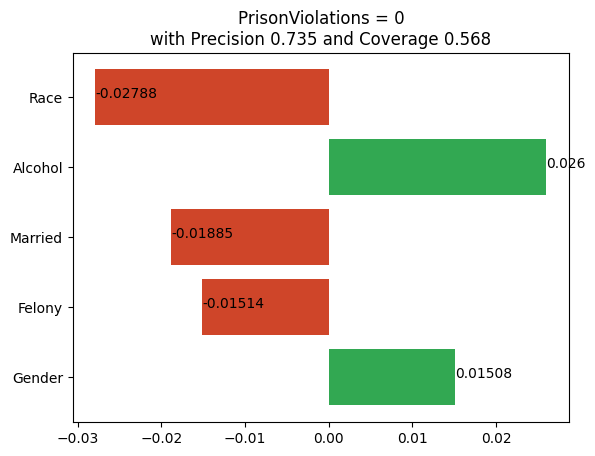 PrisonViolations = 0
with Precision 0.735 and Coverage 0.568
Race
-0.02788
Alcohol
0.026
Married
-0.01885
Felony
-0.01514
Gender
0.01508
−0.03
−0.02
−0.01
0.00
0.01
0.02